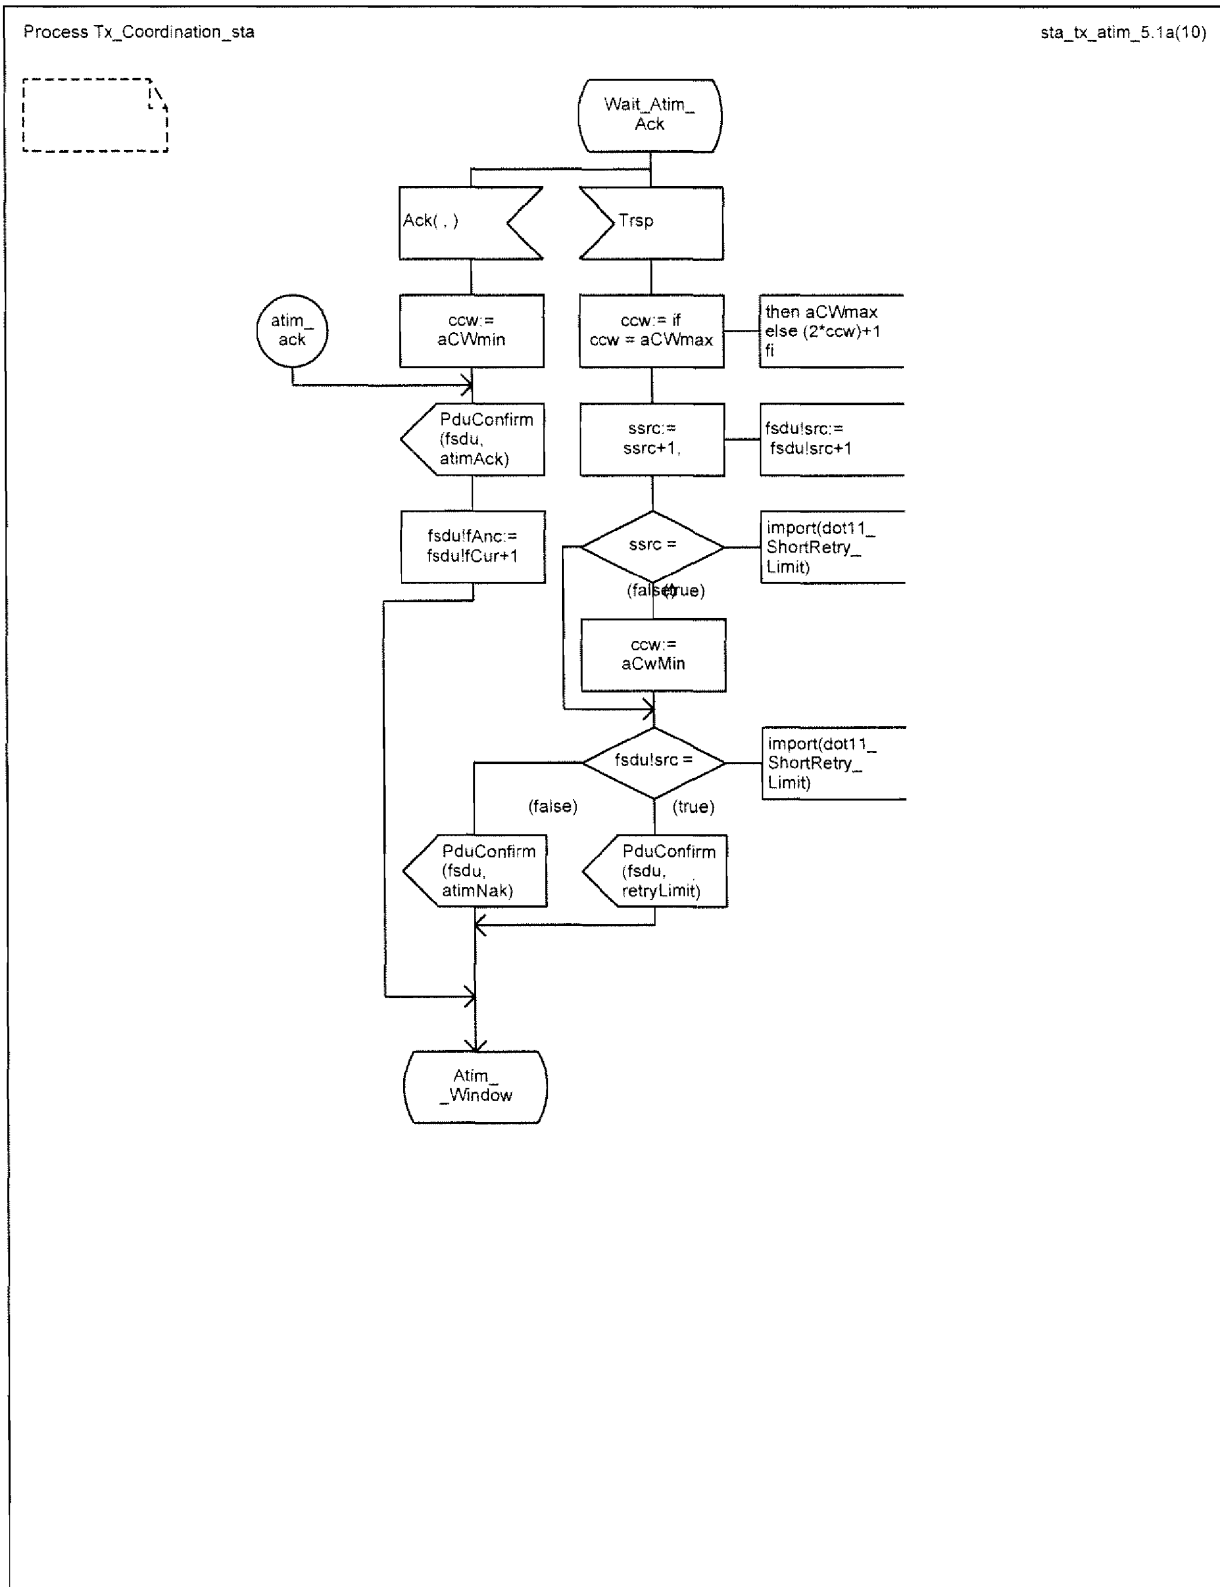 Process Tx_Coordination_sta
sta_tx_atim_5.1a(10)
Wait_Atim_
Ack
Ack( , )
Trsp
atim_
ack
ccw:=
aCWmin
ccw:= if
ccw = aCWmax
then aCWmax
else (2*ccw)+1
fi
PduConfirm
(fsdu,
atimAck)
ssrc:=
ssrc+1,
fsdu!src:=
fsdu!src+1
fsdu!fAnc:=
fsdu!fCur+1
ssrc =
import(dot11_
ShortRetry_
Limit)
(false)
(true)
ccw:=
aCwMin
fsdu!src =
import(dot11_
ShortRetry_
Limit)
(false)
(true)
PduConfirm
(fsdu,
atimNak)
PduConfirm
(fsdu,
retryLimit)
Atim_
_Window